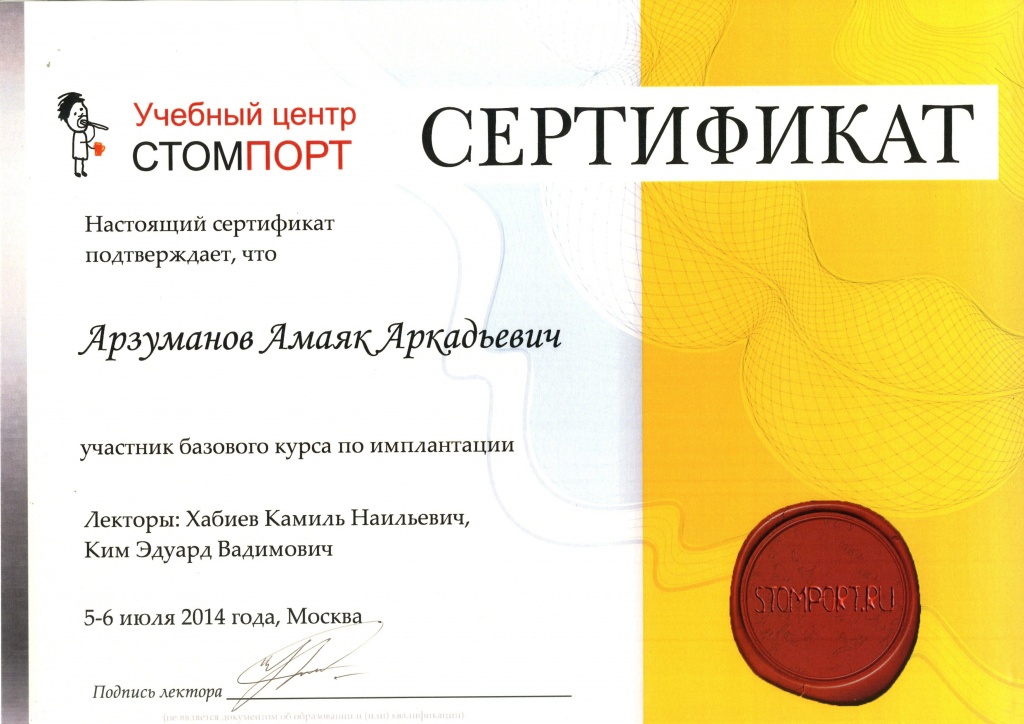 Учебный центр
СТОМПОРТ
СЕРТИФИКАТ
Настоящий сертификат
подтверждает, что
Арзуманов Амаяк Аркадьевич
участник базового курса по имплантации
Лекторы: Хабиев Камиль Наильевич,
Ким Эдуард Вадимович
5-6 июля 2014 года, Москва
Подпись лектора
(не является документом об образовании и (или) квалификации)
STOMPORT.RU